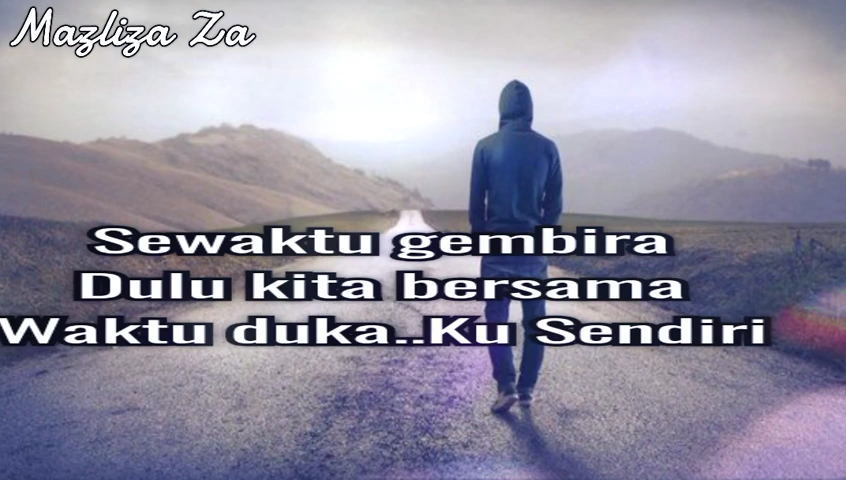 Mazliza Za
Sewaktu gembira
Dulu kita bersama
Waktu duka..Ku Sendiri